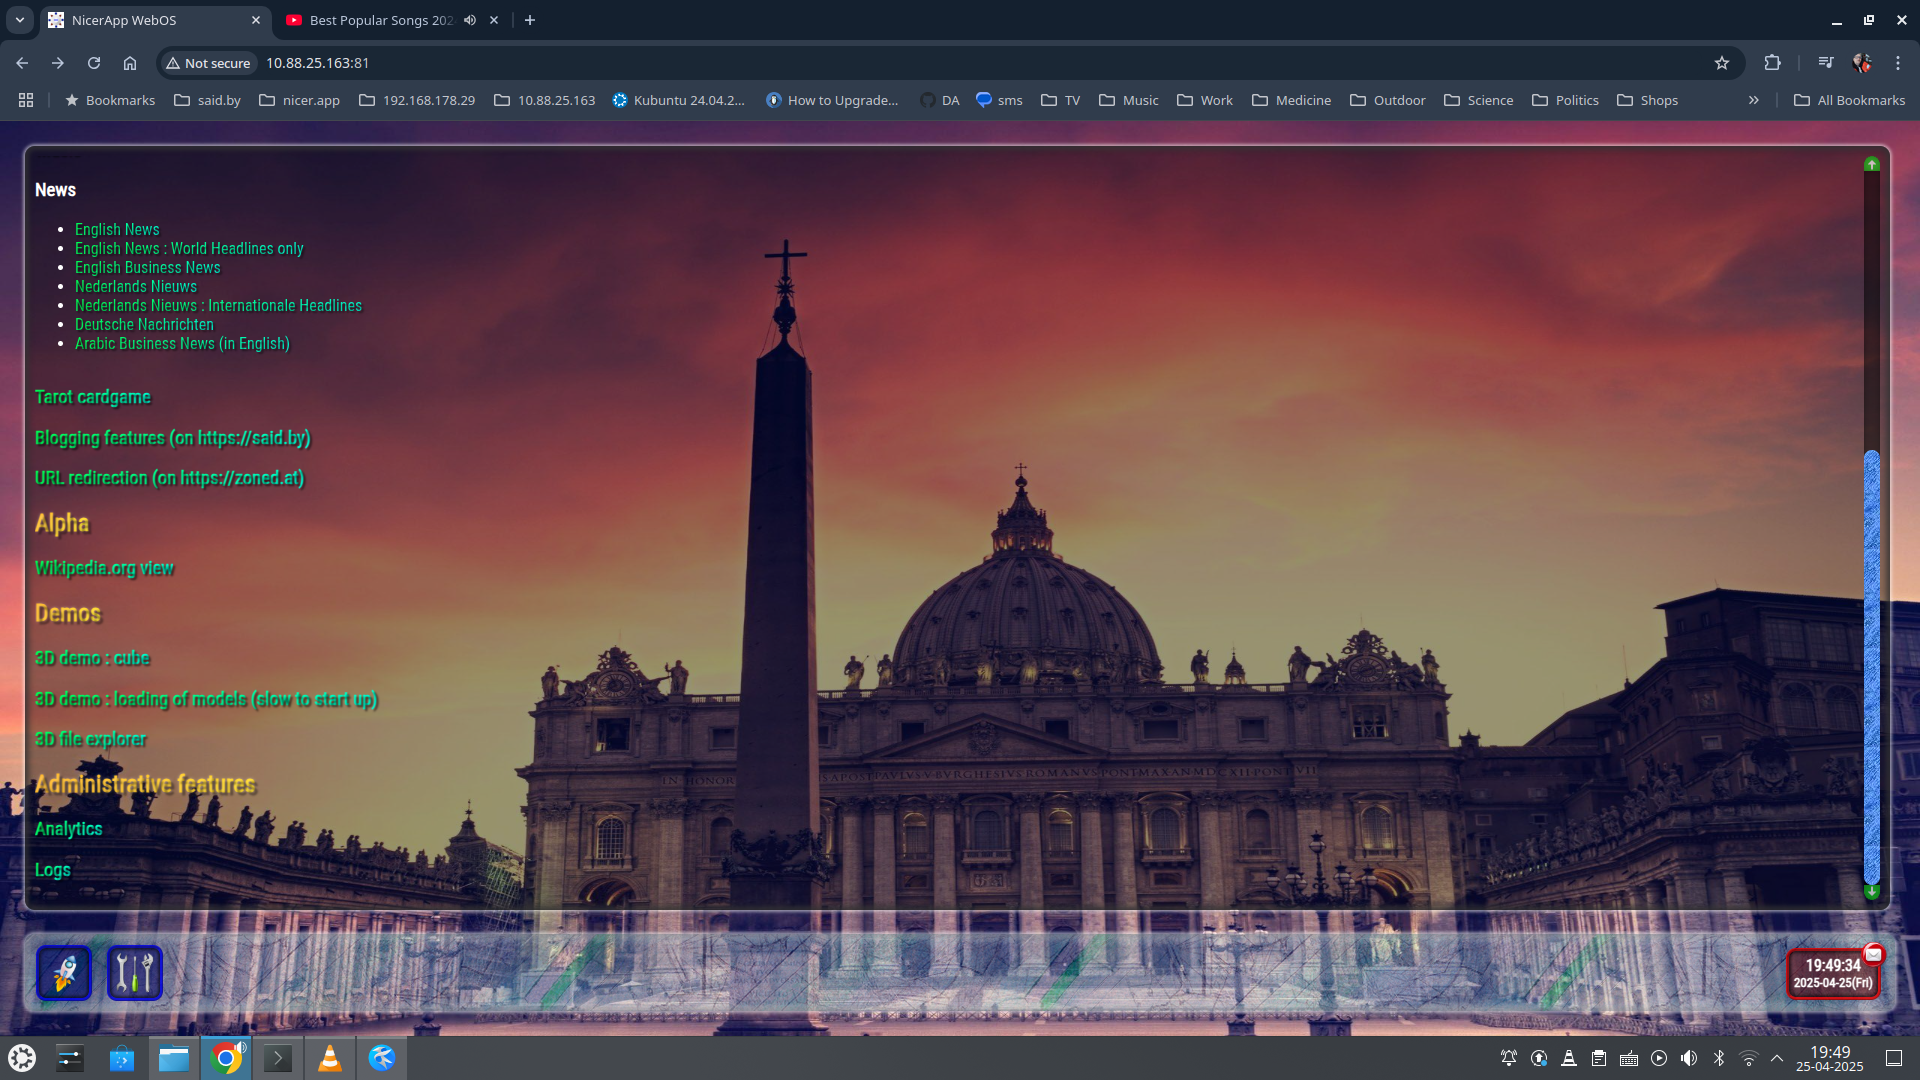 NicerApp WebOS
Best Popular Songs 202
Not secure
10.88.25.163:81
Bookmarks
said.by
nicer.app
192.168.178.29
10.88.25.163
Kubuntu 24.04.2...
How to Upgrade...
DA
sms
TV
Music
Work
Medicine
Outdoor
Science
Politics
Shops
»
All Bookmarks
News
• English News
• English News : World Headlines only
• English Business News
• Nederlands Nieuws
• Nederlands Nieuws : Internationale Headlines
• Deutsche Nachrichten
• Arabic Business News (in English)
Tarot cardgame
Blogging features (on https://said.by)
URL redirection (on https://zoned.at)
Alpha
Wikipedia.org view
Demos
3D demo : cube
3D demo : loading of models (slow to start up)
3D file explorer
IN HONOR
Administrative features
Analytics
Logs
19:49:34
2025-04-25(Fri)
19:49
25-04-2025